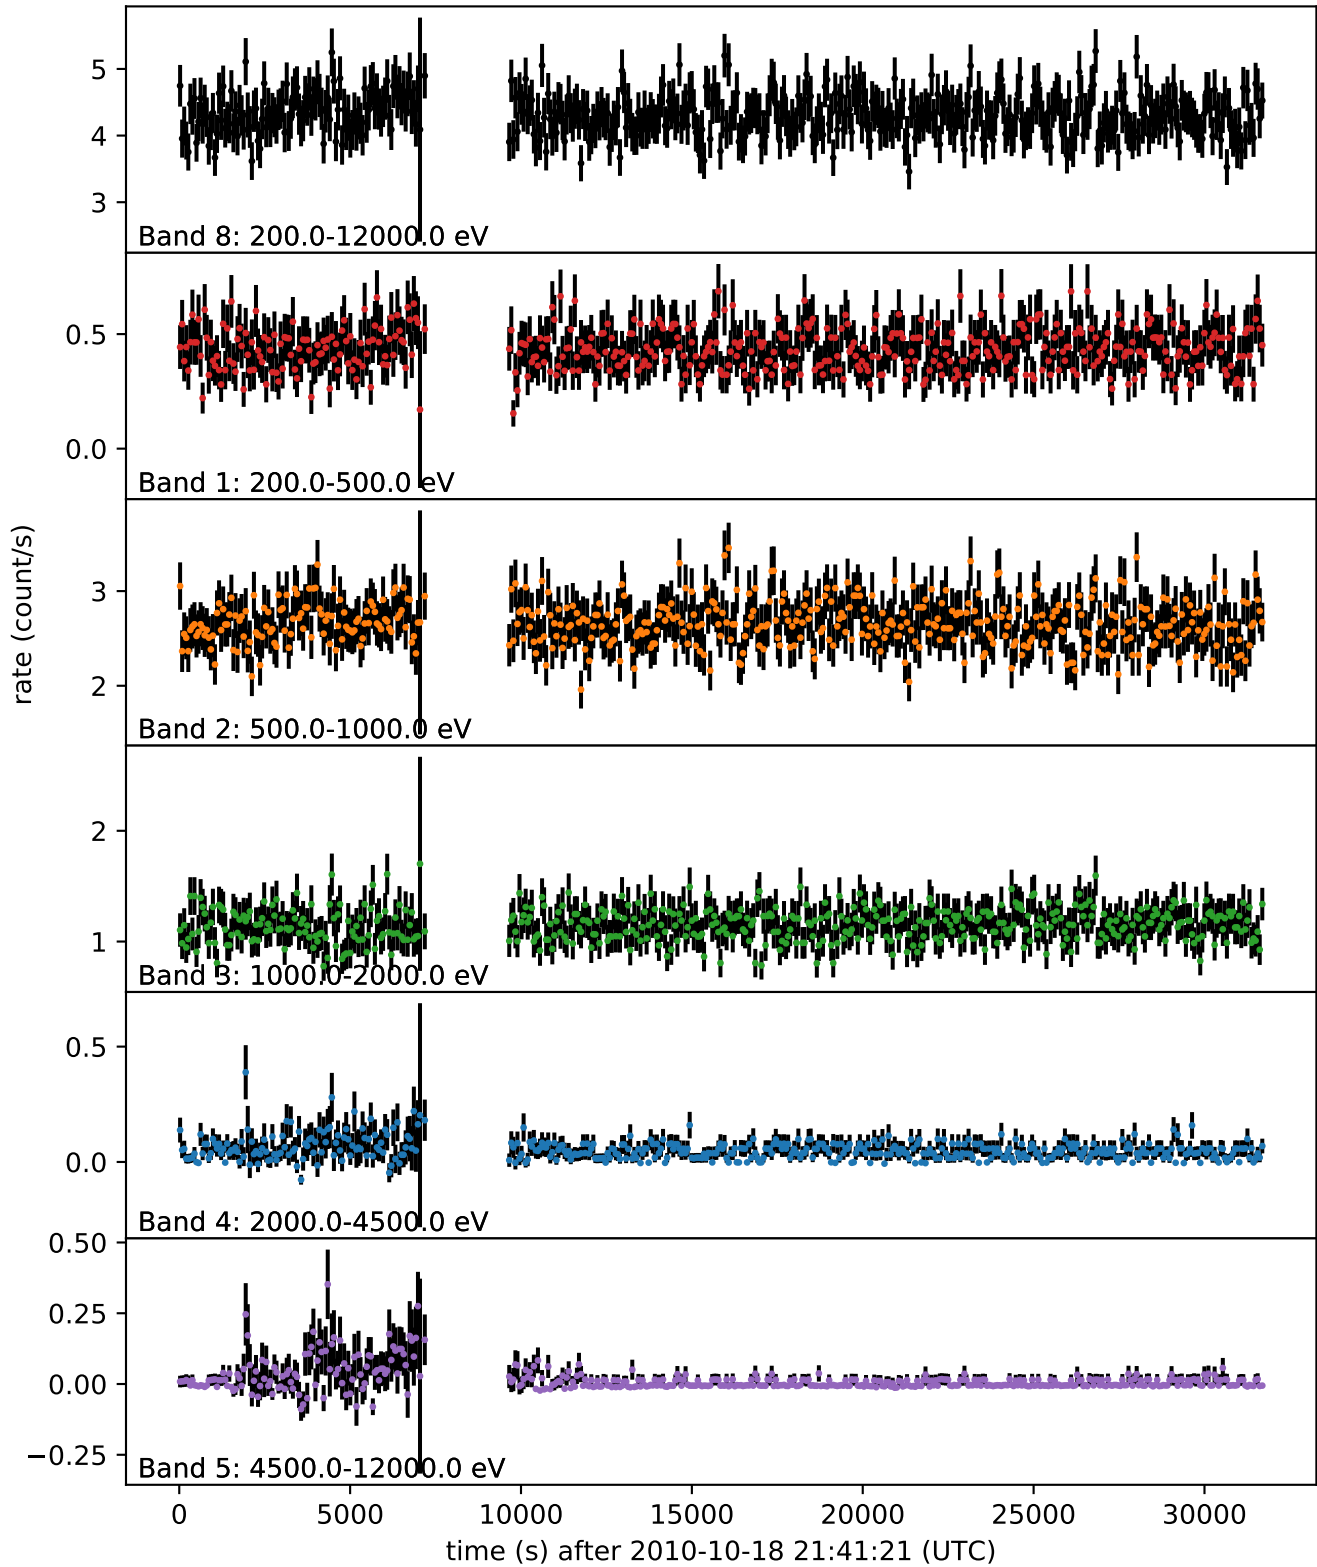 5
4
3
Band 8: 200.0-12000.0 eV
0.5
0.0
Band 1: 200.0-500.0 eV
3
2
Band 2: 500.0-1000.0 eV
rate (count/s)
2
1
Band 3: 1000.0-2000.0 eV
0.5
0.0
Band 4: 2000.0-4500.0 eV
0.50
0.25
0.00
−0.25
Band 5: 4500.0-12000.0 eV
0 5000 10000 15000 20000 25000 30000
time (s) after 2010-10-18 21:41:21 (UTC)